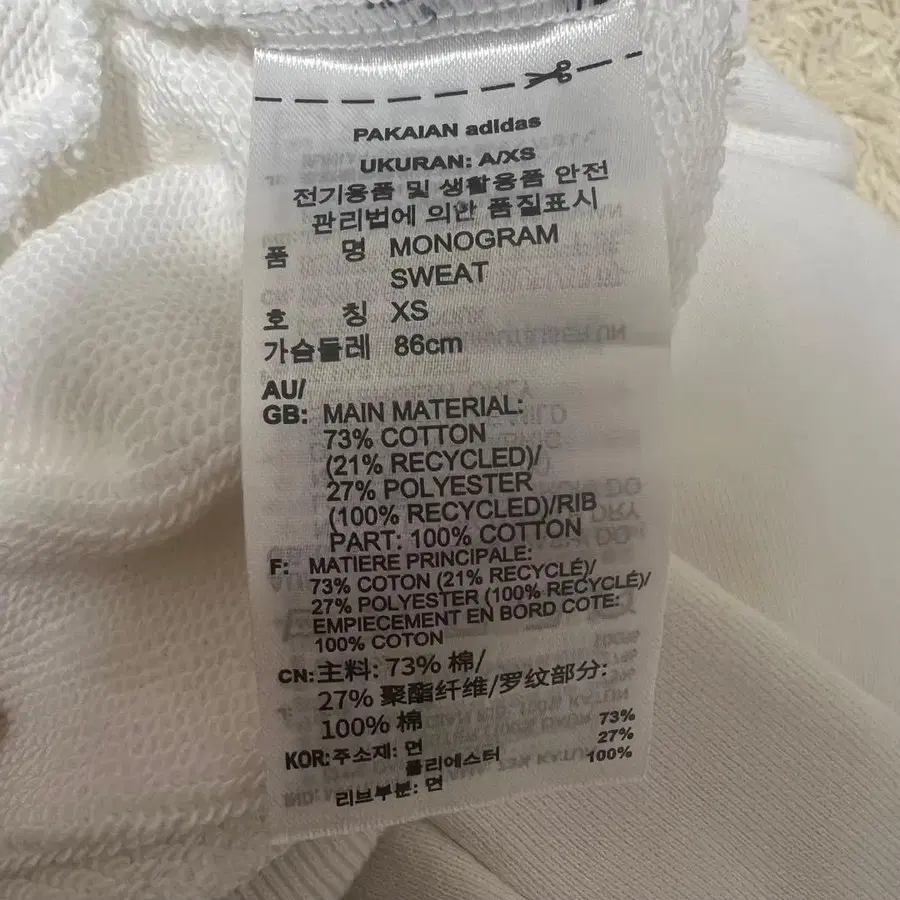 PAKAIAN adidas
UKURAN: A/XS
전기용품 및 생활용품 안전
관리법에 의한 품질표시
품 명 MONOGRAM
SWEAT
호 칭 XS
가슴둘레 86cm
AU/
GB: MAIN MATERIAL:
73% COTTON
(21% RECYCLED)/
27% POLYESTER
(100% RECYCLED)/RIB
PART: 100% COTTON
F: MATIERE PRINCIPALE:
73% COTON (21% RECYCLÉ)/
27% POLYESTER (100% RECYCLÉ)/
EMPIECEMENT EN BORD COTE:
100% COTON
CN: 主料: 73% 棉/
27% 聚酯纤维/罗纹部分:
100% 棉
KOR: 주소재: 면 73%
폴리에스터 27%
리브부분: 면 100%